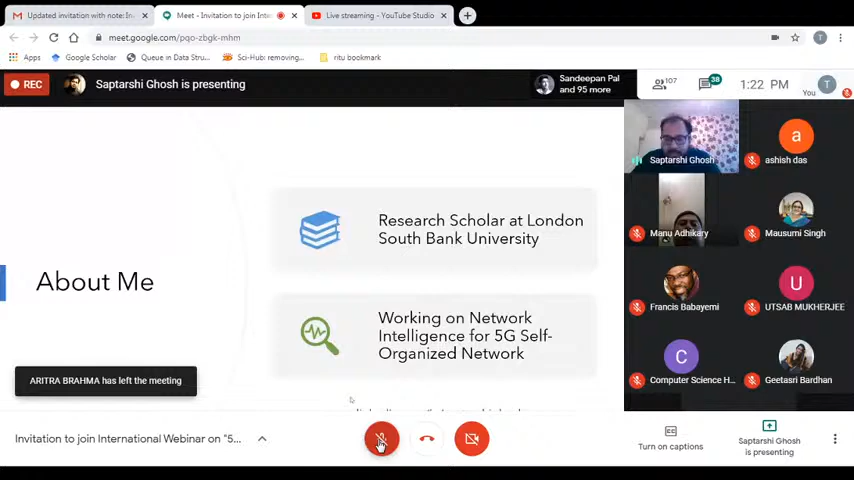 Updated invitation with note: In
Meet - Invitation to join Inte
Live streaming - YouTube Studio
meet.google.com/pqo-zbgk-mhm
T
Apps
Google Scholar
Queue in Data Stru...
Sci-Hub: removing...
ritu bookmark
REC
Saptarshi Ghosh is presenting
Sandeepan Pal
and 95 more
107
38
1:22 PM
You
T
Saptarshi Ghosh
a
ashish das
Research Scholar at London
South Bank University
Manu Adhikary
Mausumi Singh
About Me
Working on Network
Intelligence for 5G Self-
Organized Network
Francis Babayemi
U
UTSAB MUKHERJEE
ARITRA BRAHMA has left the meeting
C
Computer Science H...
Geetasri Bardhan
Invitation to join International Webinar on "5...
Turn on captions
Saptarshi Ghosh
is presenting